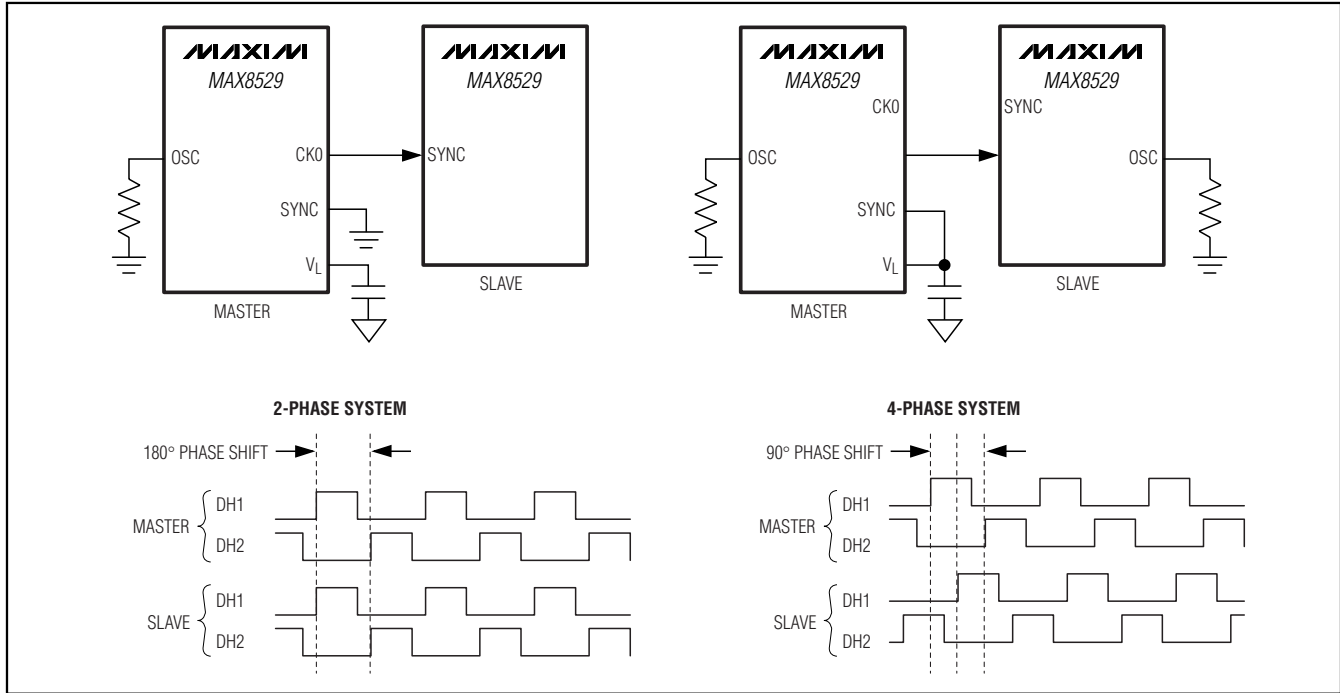 MAXIM
MAX8529
OSC
CK0
SYNC
VL
MASTER
SYNC
SLAVE
MAXIM
MAX8529
MAXIM
MAX8529
CK0
OSC
SYNC
VL
MASTER
MAXIM
MAX8529
SYNC
OSC
SLAVE
2-PHASE SYSTEM
180° PHASE SHIFT
MASTER
DH1
DH2
SLAVE
DH1
DH2
4-PHASE SYSTEM
90° PHASE SHIFT
MASTER
DH1
DH2
SLAVE
DH1
DH2